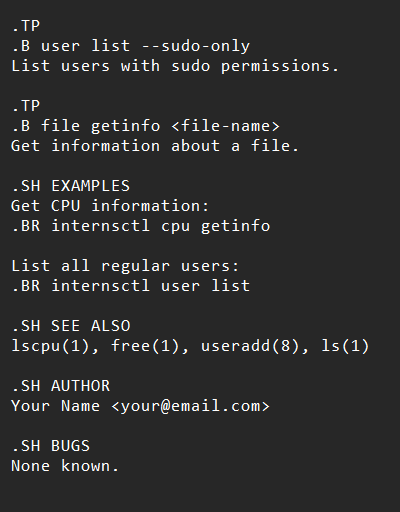 .TP
.B user list --sudo-only
List users with sudo permissions.
.TP
.B file getinfo <file-name>
Get information about a file.
.SH EXAMPLES
Get CPU information:
.BR internsctl cpu getinfo
List all regular users:
.BR internsctl user list
.SH SEE ALSO
lscpu(1), free(1), useradd(8), ls(1)
.SH AUTHOR
Your Name <your@email.com>
.SH BUGS
None known.